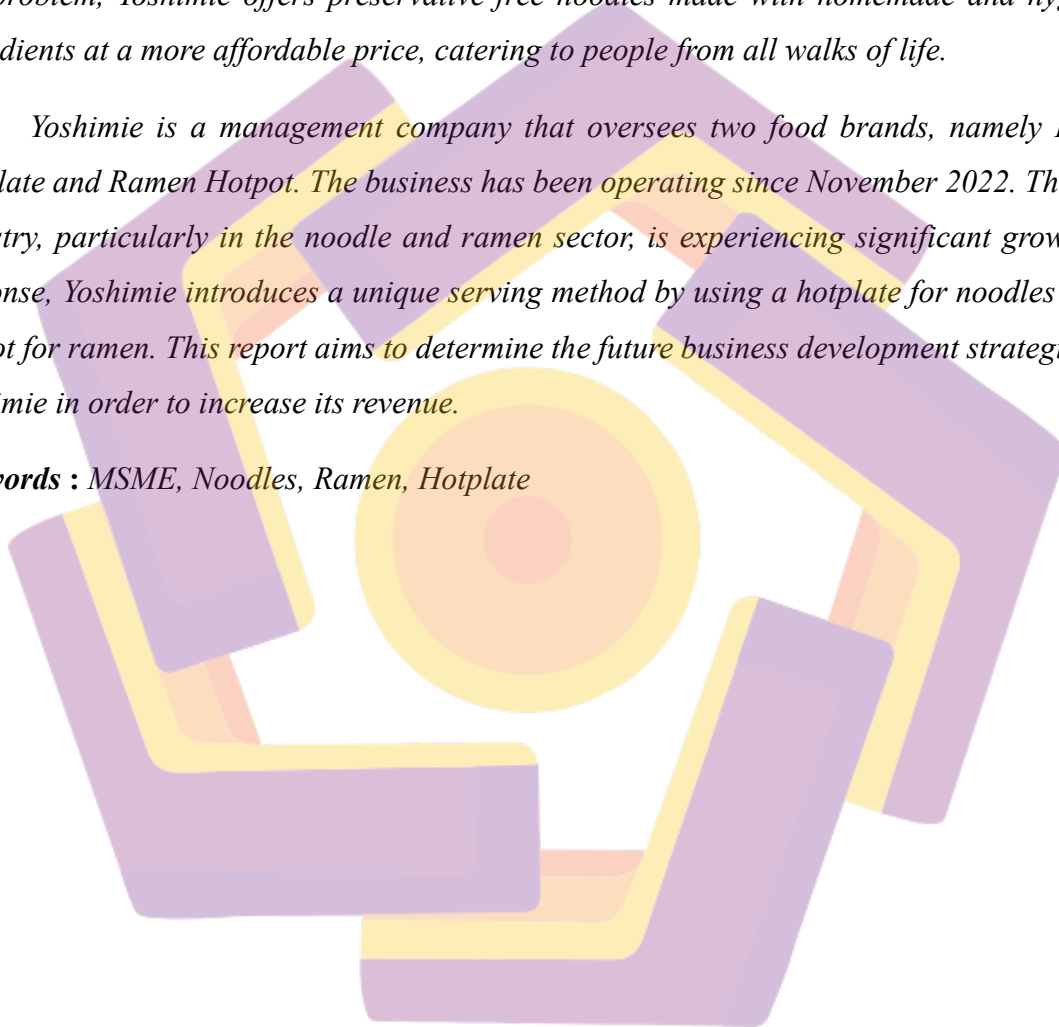 problem, Yoshimie offers preservative-free noodles made with homemade and hyg
dients at a more affordable price, catering to people from all walks of life.
Yoshimie is a management company that oversees two food brands, namely
late and Ramen Hotpot. The business has been operating since November 2022. Th
stry, particularly in the noodle and ramen sector, is experiencing significant grow
onse, Yoshimie introduces a unique serving method by using a hotplate for noodles
ot for ramen. This report aims to determine the future business development strategi
imie in order to increase its revenue.
vords : MSME, Noodles, Ramen, Hotplate